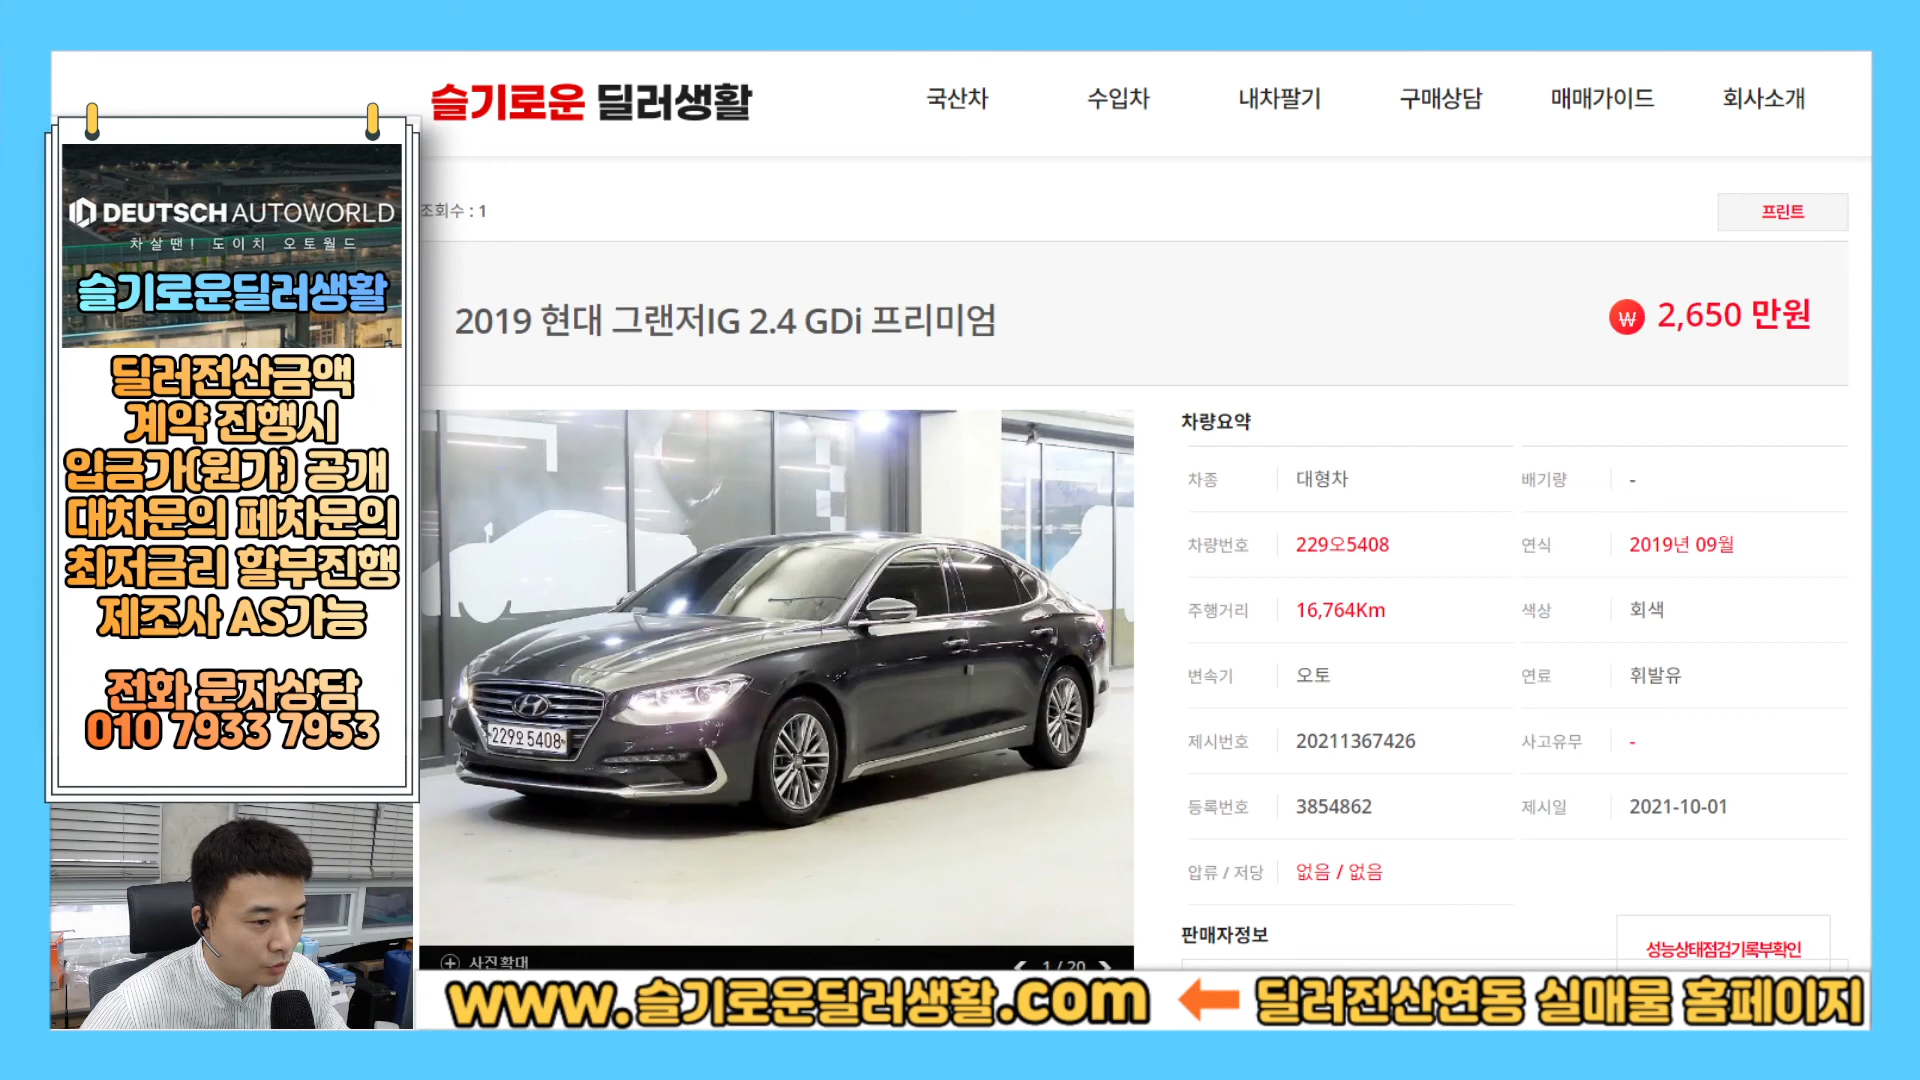 슬기로운 딜러생활
국산차 수입차 내차팔기 구매상담 매매가이드 회사소개
DEUTSCH AUTOWORLD
차살땐! 도이치 오토월드
슬기로운딜러생활
딜러전산금액
계약 진행시
입금가(원가) 공개
대차문의 폐차문의
최저금리 할부진행
제조사 AS가능
전화 문자상담
010 7933 7953
조회수 : 1
프린트
2019 현대 그랜저IG 2.4 GDi 프리미엄
₩ 2,650 만원
229오5408
사진확대
1 / 20
차량요약
차종 대형차 배기량 -
차량번호 229오5408 연식 2019년 09월
주행거리 16,764Km 색상 회색
변속기 오토 연료 휘발유
제시번호 20211367426 사고유무 -
등록번호 3854862 제시일 2021-10-01
압류 / 저당 없음 / 없음
판매자정보
성능상태점검기록부확인
www.슬기로운딜러생활.com ← 딜러전산연동 실매물 홈페이지